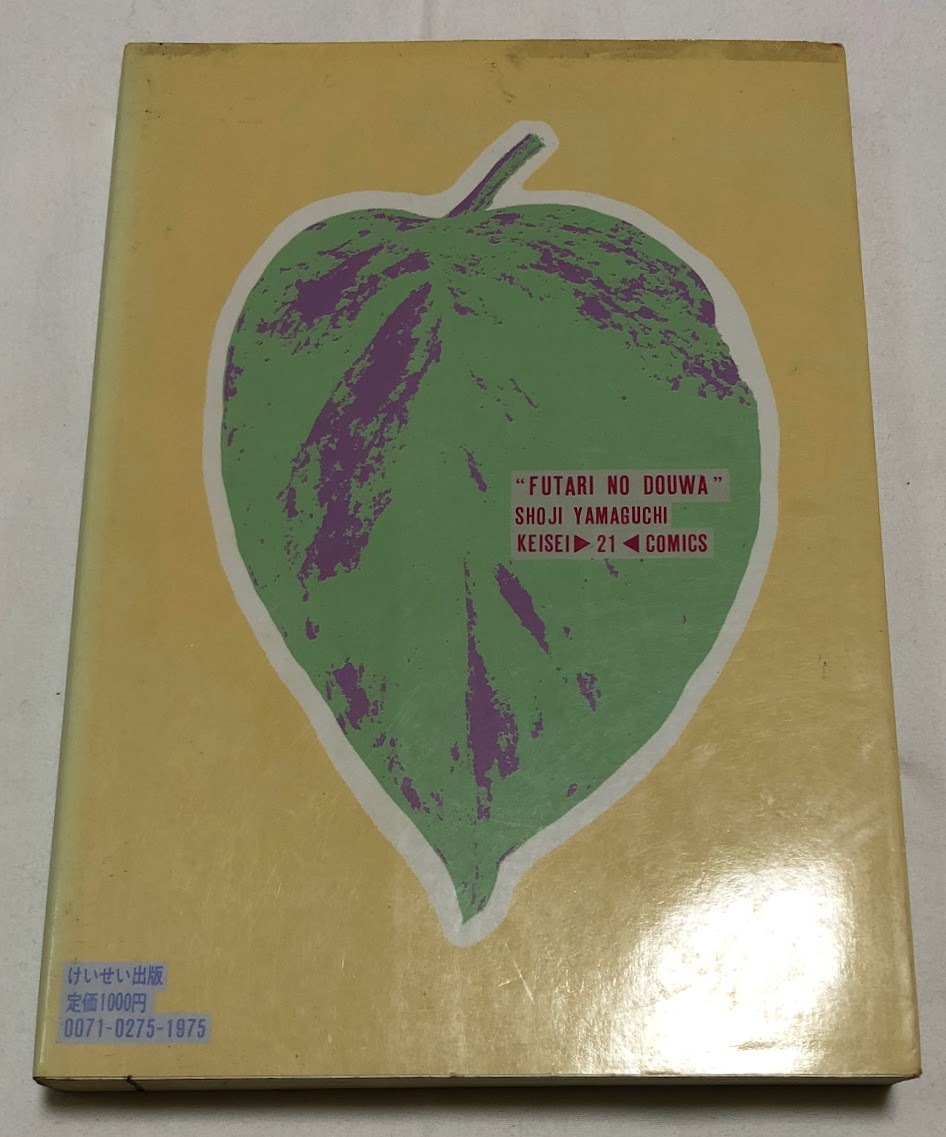 “FUTARI NO DOUWA”
SHOJI YAMAGUCHI
KEISEI▶21◀COMICS
けいせい出版
定価1000円
0071-0275-1975